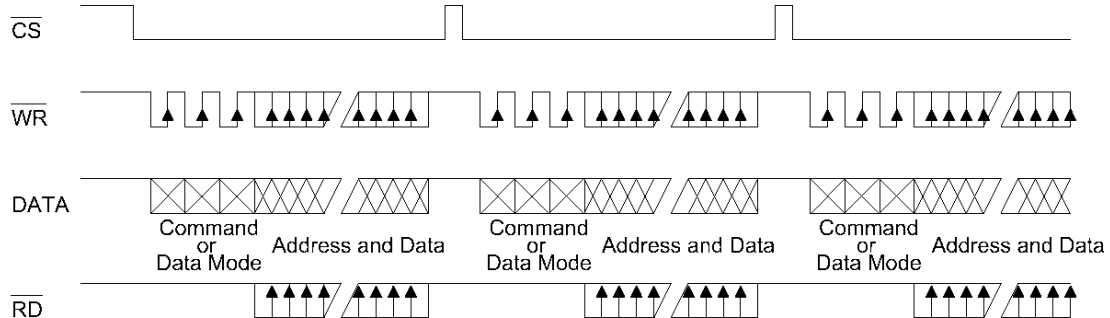 CS
WR
DATA
Command Command Command
or Address and Data or Address and Data or Address and Data
Data Mode Data Mode Data Mode
RD